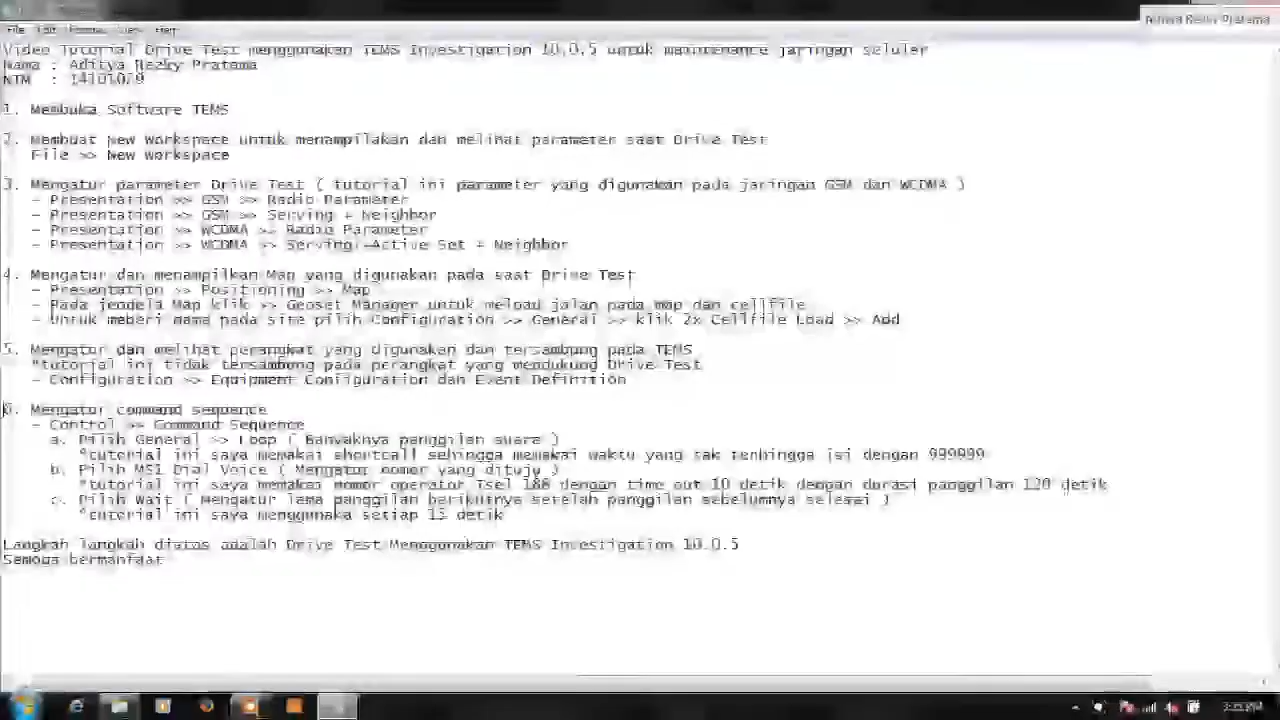 File Edit Format View Help
Aditya Rezky Pratama
Video Tutorial Drive Test menggunakan TEMS Investigation 10.0.5 untuk maintenance jaringan seluler
Nama : Aditya Rezky Pratama
NIM :
1. Membuka Software TEMS
2. Membuat New Workspace untuk menampilakan dan melihat parameter saat Drive Test
File >> New Workspace
3. Mengatur parameter Drive Test ( tutorial ini parameter yang digunakan pada jaringan GSM dan WCDMA )
- Presentation >> GSM >> Radio Parameter
- Presentation >> GSM >> Serving + Neighbor
- Presentation >> WCDMA >> Radio Parameter
- Presentation >> WCDMA >> Serving/-Active Set + Neighbor
4. Mengatur dan menampilkan Map yang digunakan pada saat Drive Test
- Presentation >> Positioning >> Map
- Pada jendela Map klik >> Geoset Manager untuk meload jalan pada map dan cellfile
- Untuk meberi nama pada site pilih Configuration >> General >> klik 2x Cellfile Load >> Add
5. Mengatur dan melihat perangkat yang digunakan dan tersambung pada TEMS
*tutorial ini tidak tersambung pada perangkat yang mendukung Drive Test
- Configuration >> Equipment Configuration dan Event Definition
6. Mengatur command sequence
- Control >> Command Sequence
a. Pilih General >> Loop ( Banyaknya panggilan suara )
*tutorial ini saya memakai shortcall sehingga memakai waktu yang tak terhingga isi dengan 999999
b. Pilih MS1 Dial Voice ( Mengatur nomor yang dituju )
*tutorial ini saya memakai nomor operator Tsel 188 dengan time out 10 detik dengan durasi panggilan 120 detik
c. Pilih Wait ( mengatur lama panggilan berikutnya setelah panggilan sebelumnya selesai )
*tutorial ini saya menggunaka setiap 15 detik
Langkah langkah diatas adalah Drive Test Menggunakan TEMS Investigation 10.0.5
Semoga bermanfaat